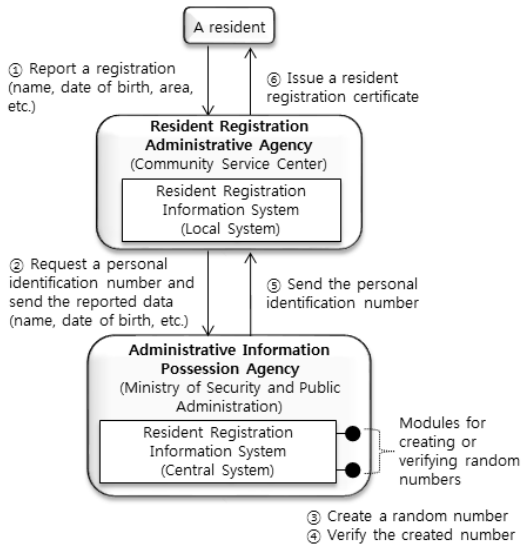 A resident
① Report a registration
(name, date of birth, area,
etc.)
⑥ Issue a resident
registration certificate
Resident Registration
Administrative Agency
(Community Service Center)
Resident Registration
Information System
(Local System)
② Request a personal
identification number and
send the reported data
(name, date of birth, etc.)
⑤ Send the personal
identification number
Administrative Information
Possession Agency
(Ministry of Security and Public
Administration)
Resident Registration
Information System
(Central System)
Modules for
creating or
verifying random
numbers
③ Create a random number
④ Verify the created number